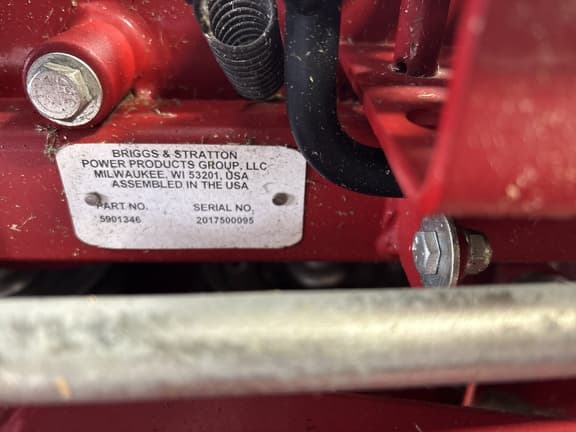 BRIGGS & STRATTON
POWER PRODUCTS GROUP, LLC
MILWAUKEE, WI 53201, USA
ASSEMBLED IN THE USA
PART NO. SERIAL NO.
5901346 2017500095